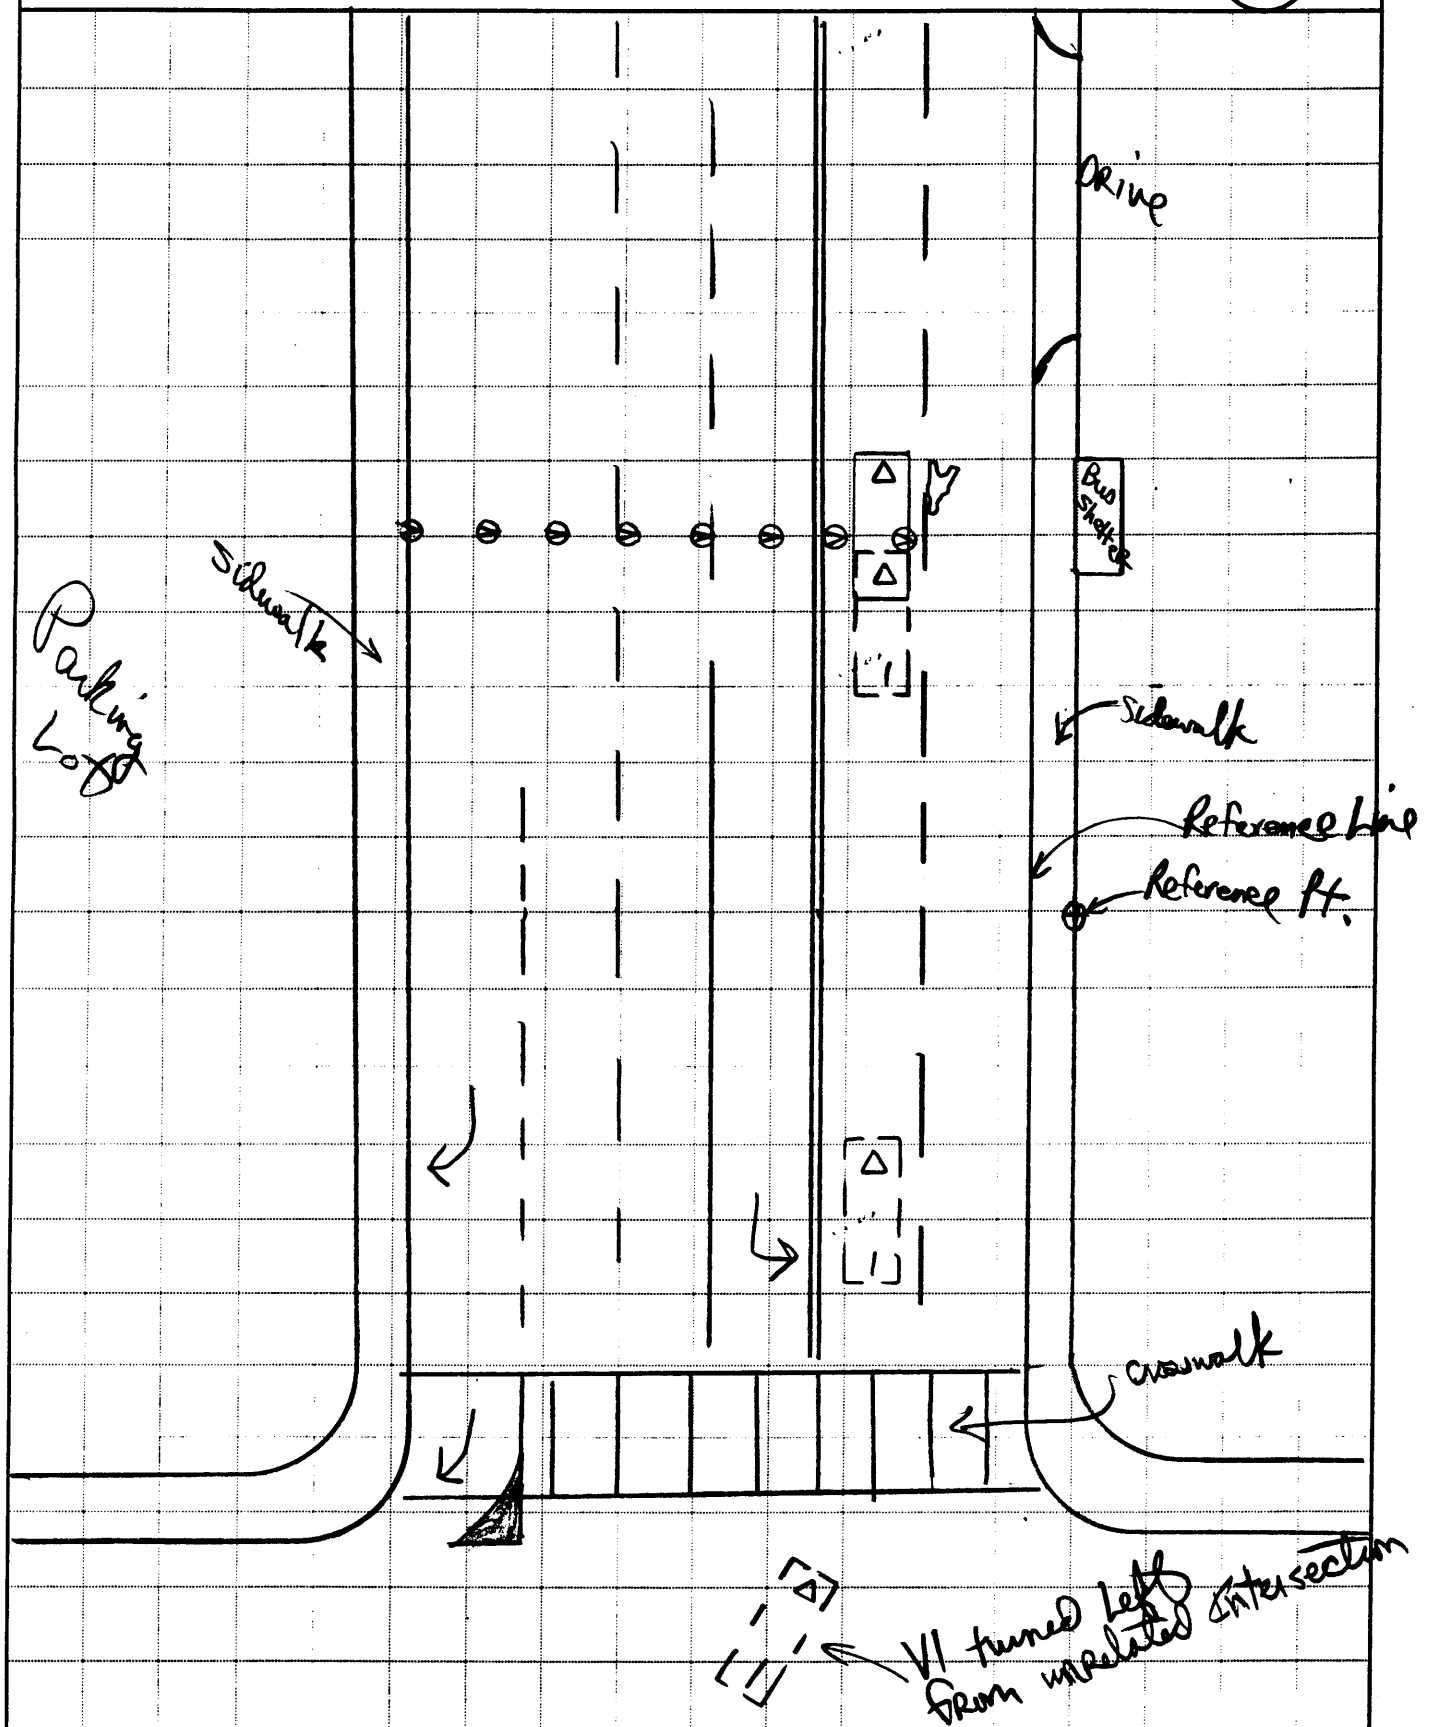 Drive
Bus
Shelter
Sidewalk
Parking
Lot
Sidewalk
Reference Line
Reference Pt.
crosswalk
1
1
1
V1 turned Left
from unrelated intersection